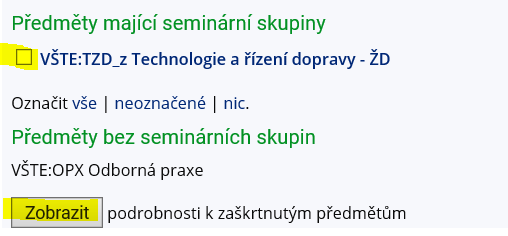 Předměty mající seminární skupiny
VŠTE:TZD_z Technologie a řízení dopravy - ŽD
Označit vše | neoznačené | nic.
Předměty bez seminárních skupin
VŠTE:OPX Odborná praxe
Zobrazit podrobnosti k zaškrtnutým předmětům